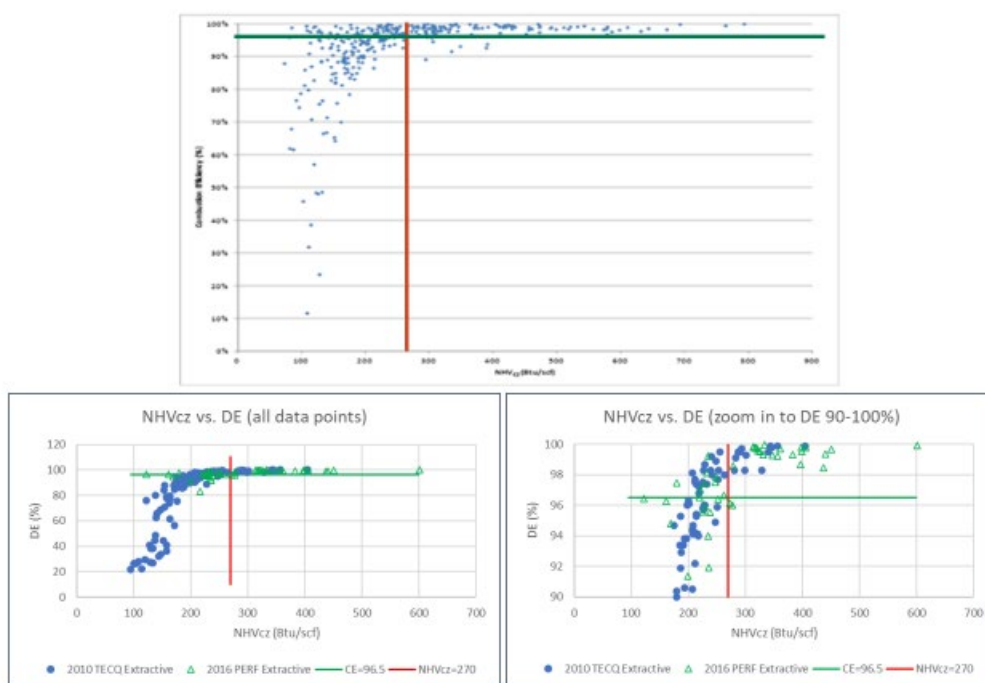 100%
90%
80%
70%
60%
50%
40%
30%
20%
10%
0%
Combustion Efficiency (%)
0 100 200 300 400 500 600 700 800 900
NHVcz (Btu/scf)
NHVcz vs. DE (all data points)
120
100
80
60
40
20
0
DE (%)
0 100 200 300 400 500 600 700
NHVcz (Btu/scf)
2010 TECQ Extractive 2016 PERF Extractive CE=96.5 NHVcz=270
NHVcz vs. DE (zoom in to DE 90-100%)
100
98
96
94
92
90
DE (%)
0 100 200 300 400 500 600 700
NHVcz (Btu/scf)
2010 TECQ Extractive 2016 PERF Extractive CE=96.5 NHVcz=270